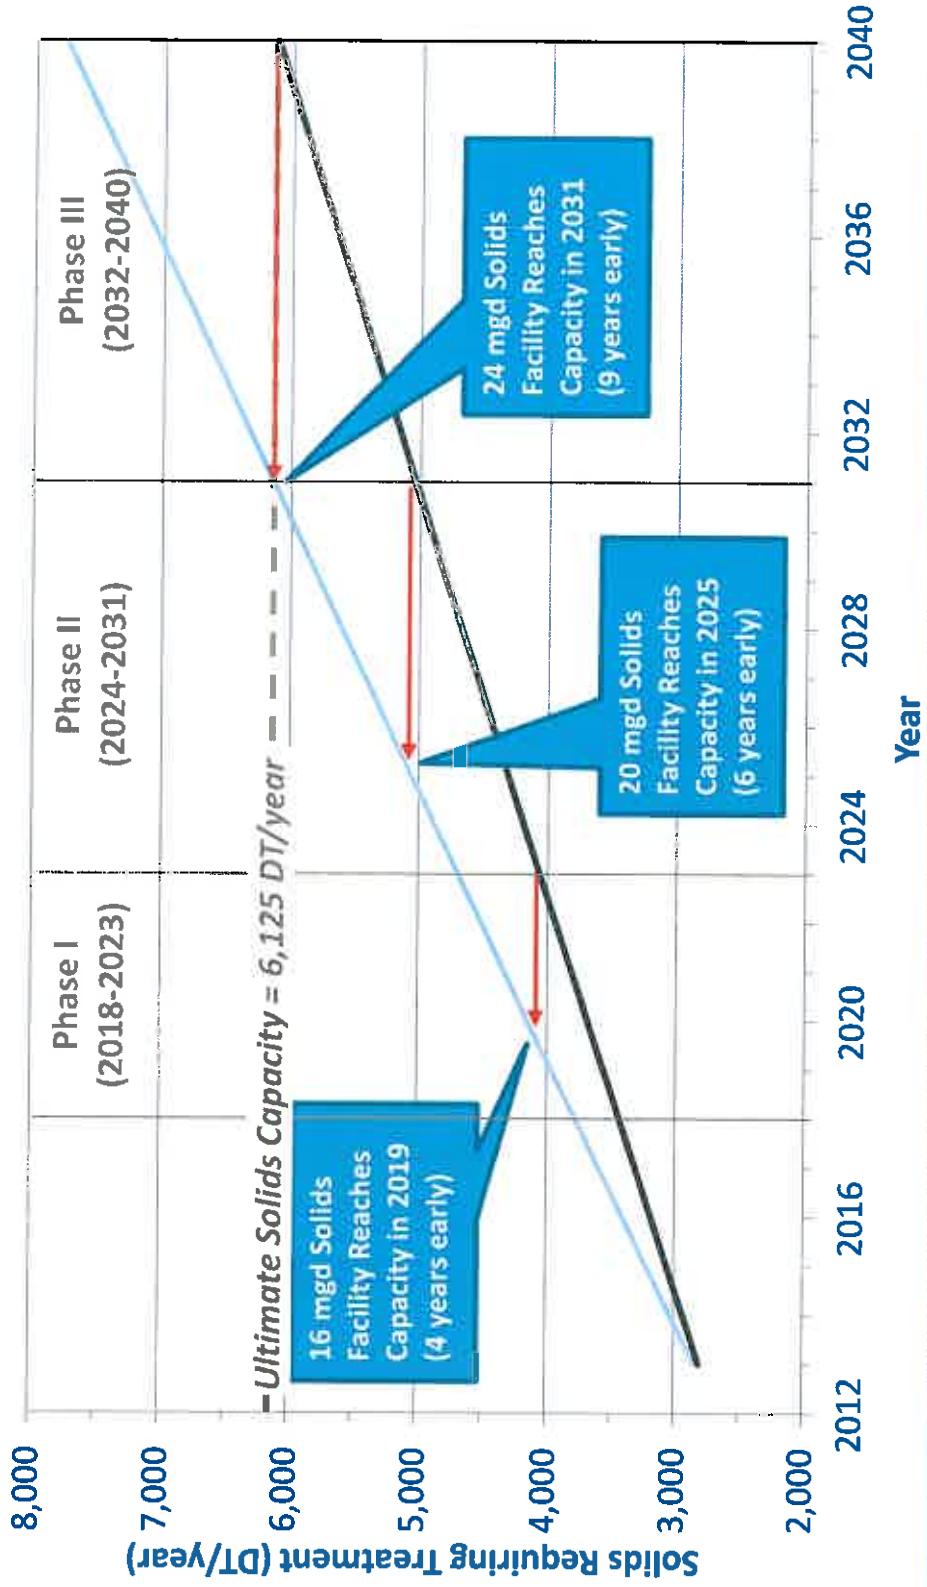 Phase I
(2018-2023)
Phase II
(2024-2031)
Phase III
(2032-2040)
8,000
7,000
6,000
5,000
4,000
3,000
2,000
Solids Requiring Treatment (DT/year)
Ultimate Solids Capacity = 6,125 DT/year
16 mgd Solids
Facility Reaches
Capacity in 2019
(4 years early)
20 mgd Solids
Facility Reaches
Capacity in 2025
(6 years early)
24 mgd Solids
Facility Reaches
Capacity in 2031
(9 years early)
2012
2016
2020
2024
2028
2032
2036
2040
Year